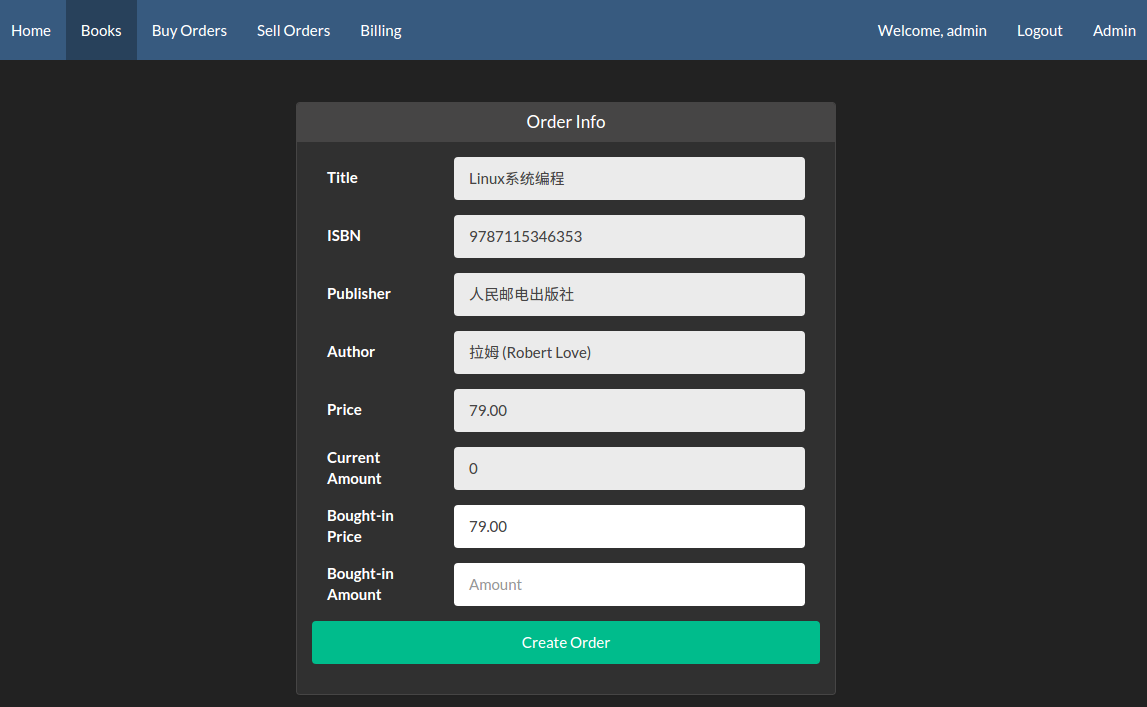 Home Books Buy Orders Sell Orders Billing Welcome, admin Logout Admin
Order Info
Title Linux系统编程
ISBN 9787115346353
Publisher 人民邮电出版社
Author 拉姆 (Robert Love)
Price 79.00
Current
Amount
0
Bought-in
Price
79.00
Bought-in
Amount
Amount
Create Order